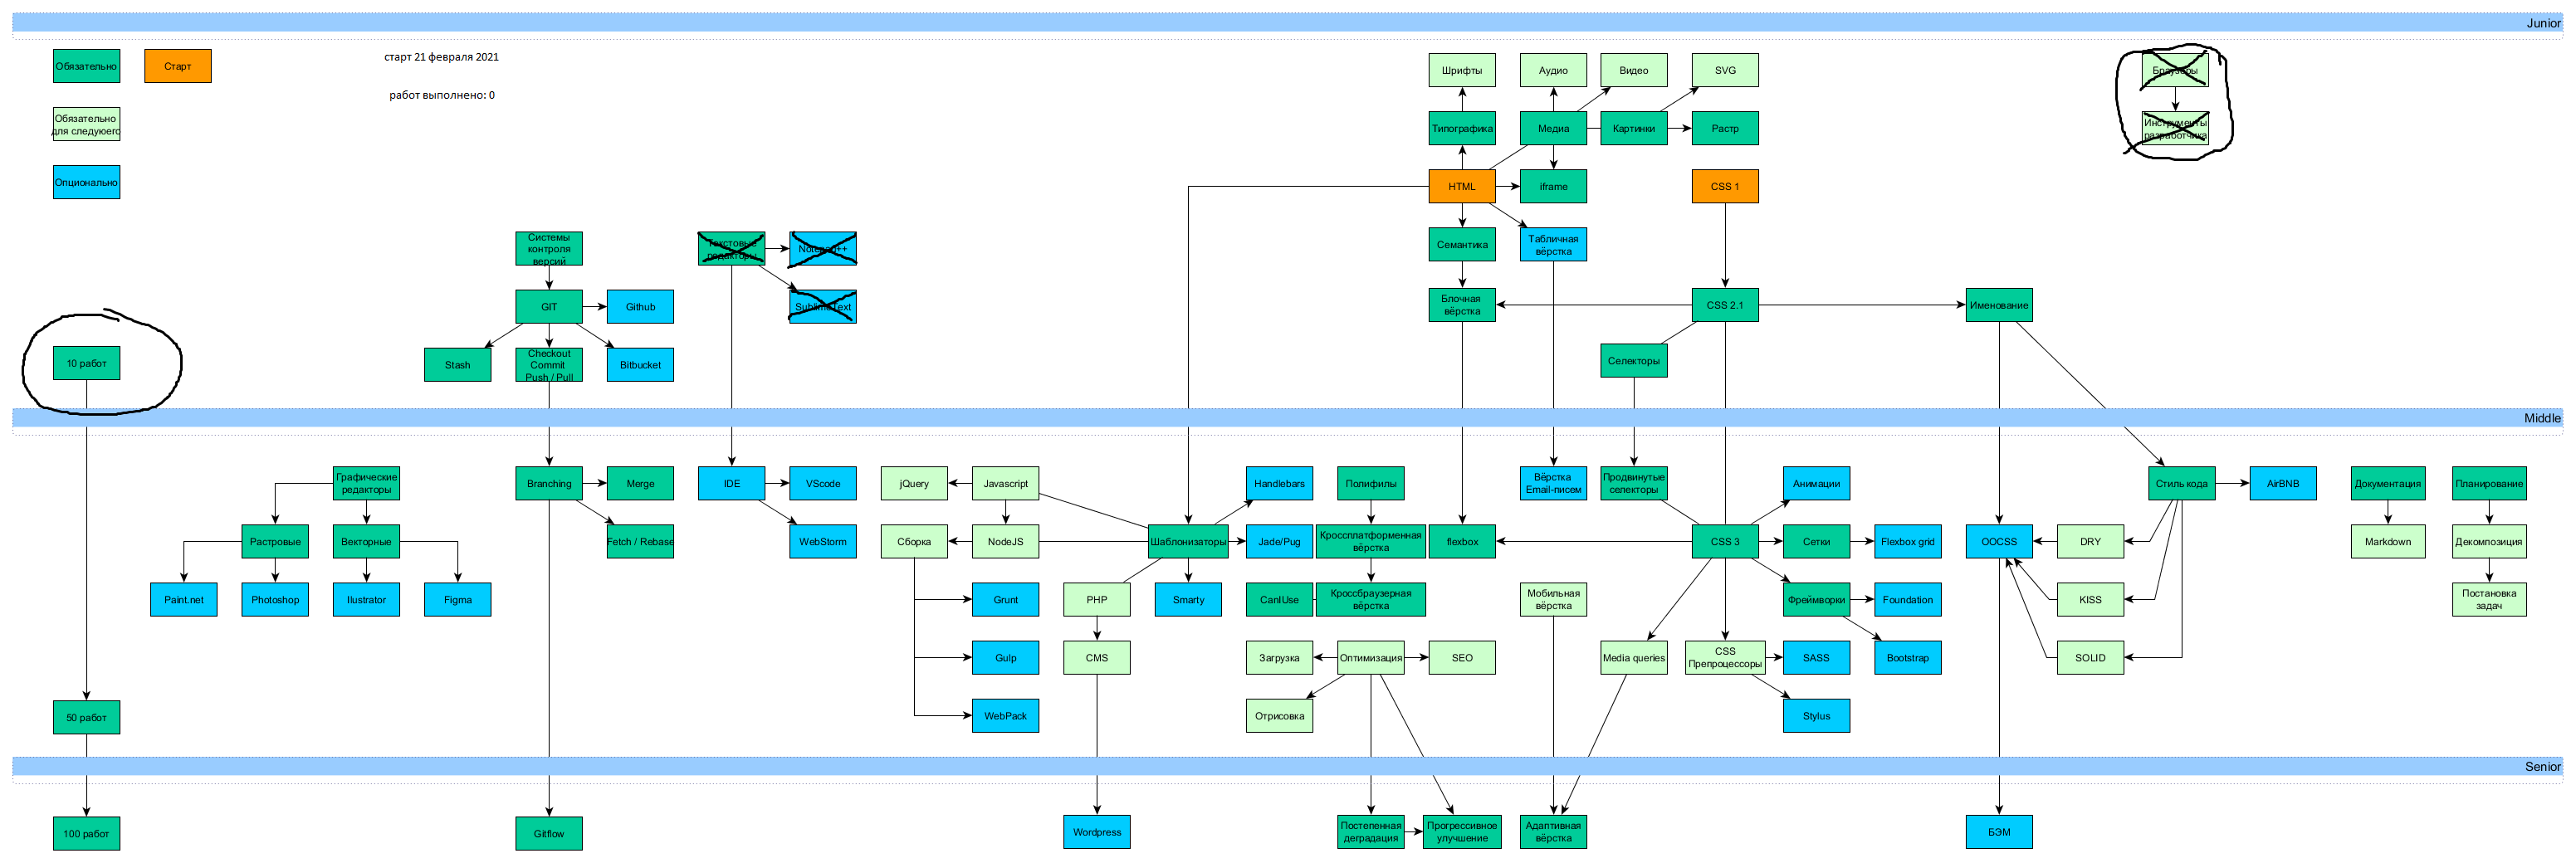 Junior
Обязательно
Старт
старт 21 февраля 2021
Обязательно
для следуюего
работ выполнено: 0
Опционально
Шрифты
Аудио
Видео
SVG
Браузеры
Типографика
Медиа
Картинки
Растр
Инструменты
разработчика
HTML
iframe
CSS 1
Системы
контроля
версий
Текстовые
редакторы
Notepad++
Семантика
Табличная
вёрстка
GIT
Github
Sublime Text
Блочная
вёрстка
CSS 2.1
Именование
10 работ
Stash
Checkout
Commit
Push / Pull
Bitbucket
Селекторы
Middle
Графические
редакторы
Branching
Merge
IDE
VScode
jQuery
Javascript
Handlebars
Полифилы
Вёрстка
Email-писем
Продвинутые
селекторы
Анимации
Стиль кода
AirBNB
Документация
Планирование
Растровые
Векторные
Fetch / Rebase
WebStorm
Сборка
NodeJS
Шаблонизаторы
Jade/Pug
Кроссплатформенная
вёрстка
flexbox
CSS 3
Сетки
Flexbox grid
OOCSS
DRY
Markdown
Декомпозиция
Paint.net
Photoshop
Ilustrator
Figma
Grunt
PHP
Smarty
CanIUse
Кроссбраузерная
вёрстка
Мобильная
вёрстка
Фреймворки
Foundation
KISS
Постановка
задач
Gulp
CMS
Загрузка
Оптимизация
SEO
Media queries
CSS
Препроцессоры
SASS
Bootstrap
SOLID
50 работ
WebPack
Отрисовка
Stylus
Senior
100 работ
Gitflow
Wordpress
Постепенная
деградация
Прогрессивное
улучшение
Адаптивная
вёрстка
БЭМ